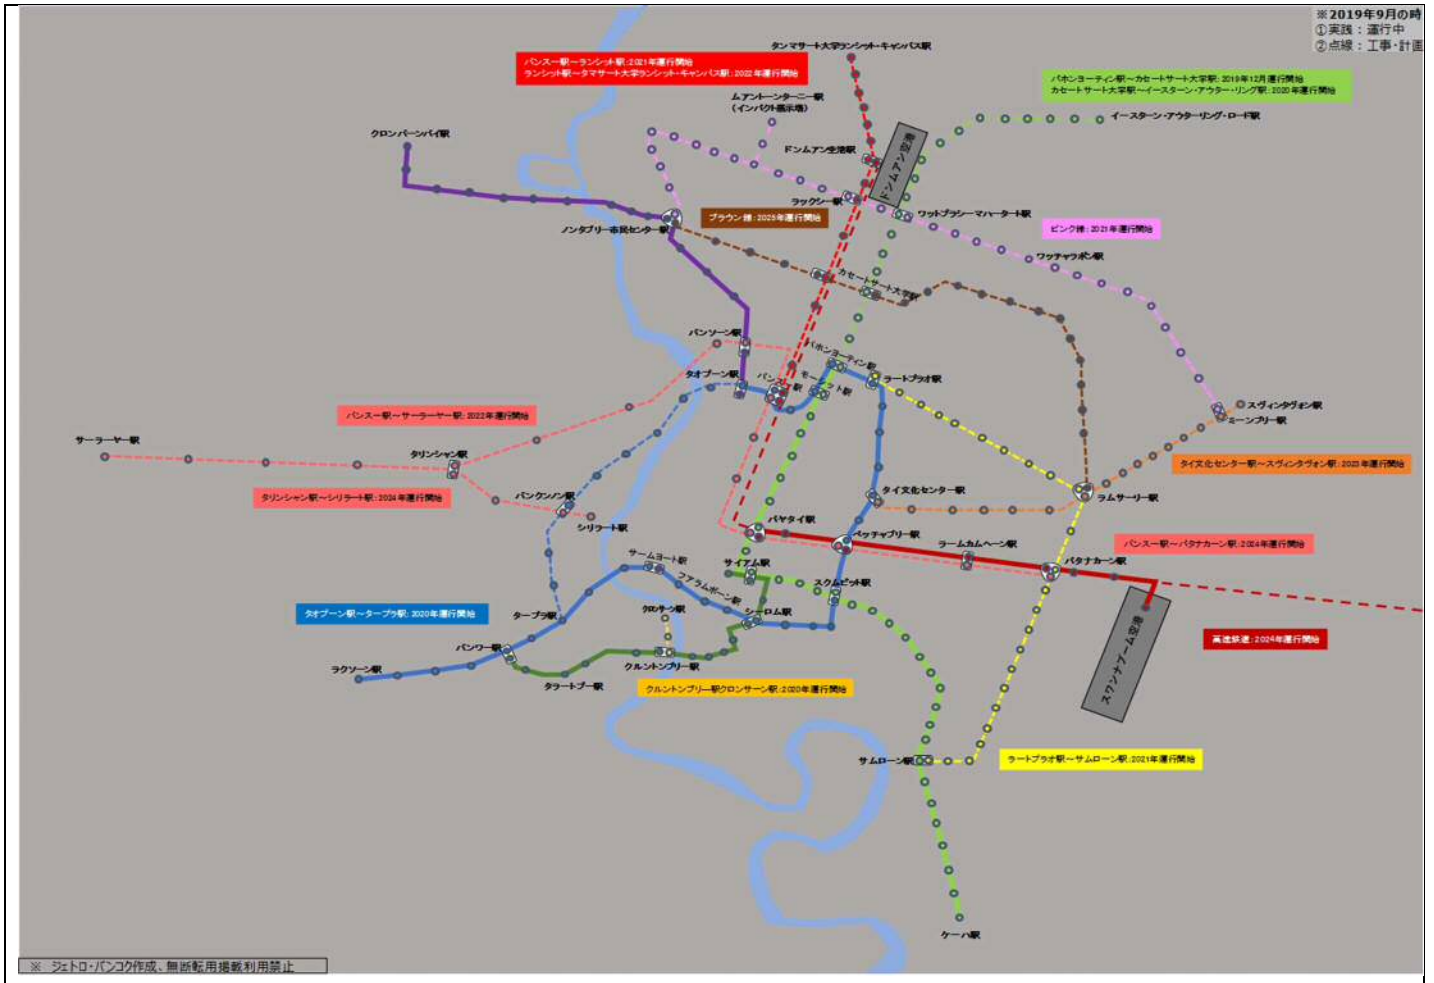 ※2019年9月の時
①実践：運行中
②点線：工事・計画
タンマサート大学ランシット・キャンパス駅
バンスー駅～ランシット駅：2021年運行開始
ランシット駅～タマサート大学ランシット・キャンパス駅：2022年運行開始
パホンヨーティン駅～カセートサート大学駅：2019年12月運行開始
カセートサート大学駅～イースターン・アウター・リング駅：2020年運行開始
ムアントーンターニー駅
（インパクト展示場）
イースターン・アウターリング・ロード駅
クロンバーンパイ駅
ドンムアン空港駅
ドンムアン空港
ラックシー駅
ワットプラシーマハータート駅
ブラウン線：2025年運行開始
ピンク線：2021年運行開始
ノンタブリー市民センター駅
ワッチャラポン駅
カセートサート大学駅
バンソーン駅
パホンヨーティン駅
タオプーン駅
バンスー駅
モーチット駅
ラートプラオ駅
スヴィンタヴォン駅
ミーンブリー駅
バンスー駅～サーラーヤー駅：2022年運行開始
サーラーヤー駅
タリンシャン駅
タイ文化センター駅～スヴィンタヴォン駅：2023年運行開始
タリンシャン駅～シリラート駅：2024年運行開始
バンクンノン駅
タイ文化センター駅
ラムサーリー駅
シリラート駅
パヤタイ駅
ペッチャブリー駅
ラームカムヘーン駅
バンスー駅～パタナカーン駅：2024年運行開始
サームヨート駅
サイアム駅
パタナカーン駅
フアラムポーン駅
スクムビット駅
タオプーン駅～タープラ駅：2020年運行開始
タープラ駅
クロンサーン駅
シーロム駅
スワンナプーム空港
高速鉄道：2024年運行開始
バンワー駅
ラクソーン駅
クルントンブリー駅
タラートプー駅
クルントンブリー駅クロンサーン駅：2020年運行開始
サムローン駅
ラートプラオ駅～サムローン駅：2021年運行開始
ケーハ駅
※ ジェトロ・バンコク作成、無断転用掲載利用禁止